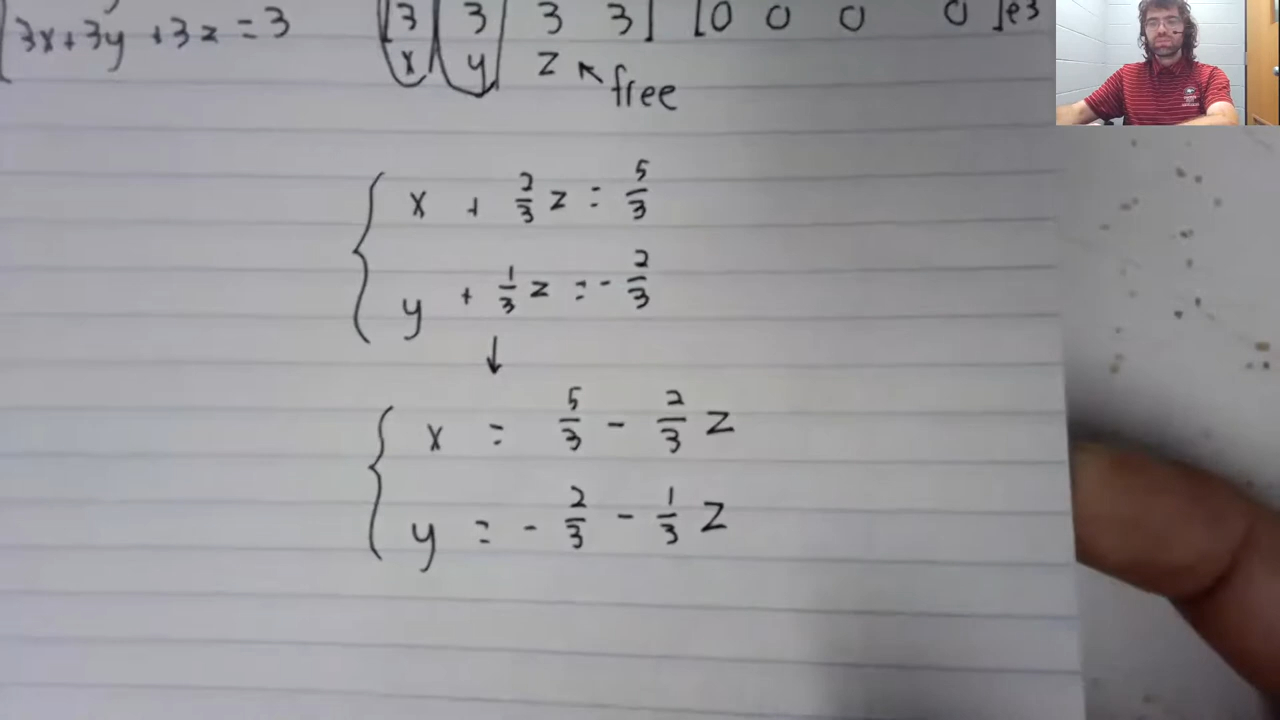 3x+3y +3z = 3 [3 3 3 3] [0 0 0 0] e3
x y z ↖ free
x + 2/3 z = 5/3
y + 1/3 z = - 2/3
↓
x = 5/3 - 2/3 z
y = - 2/3 - 1/3 z